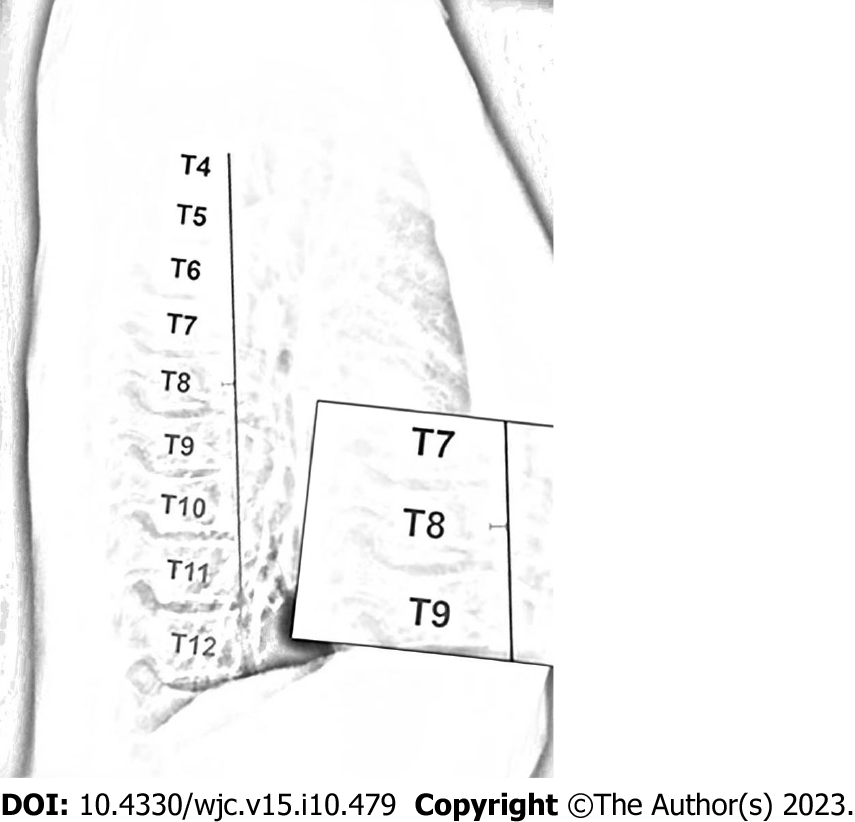 T4
T5
T6
T7
T8
T9
T10
T11
T12
T7
T8
T9
DOI: 10.4330/wjc.v15.i10.479 Copyright ©The Author(s) 2023.